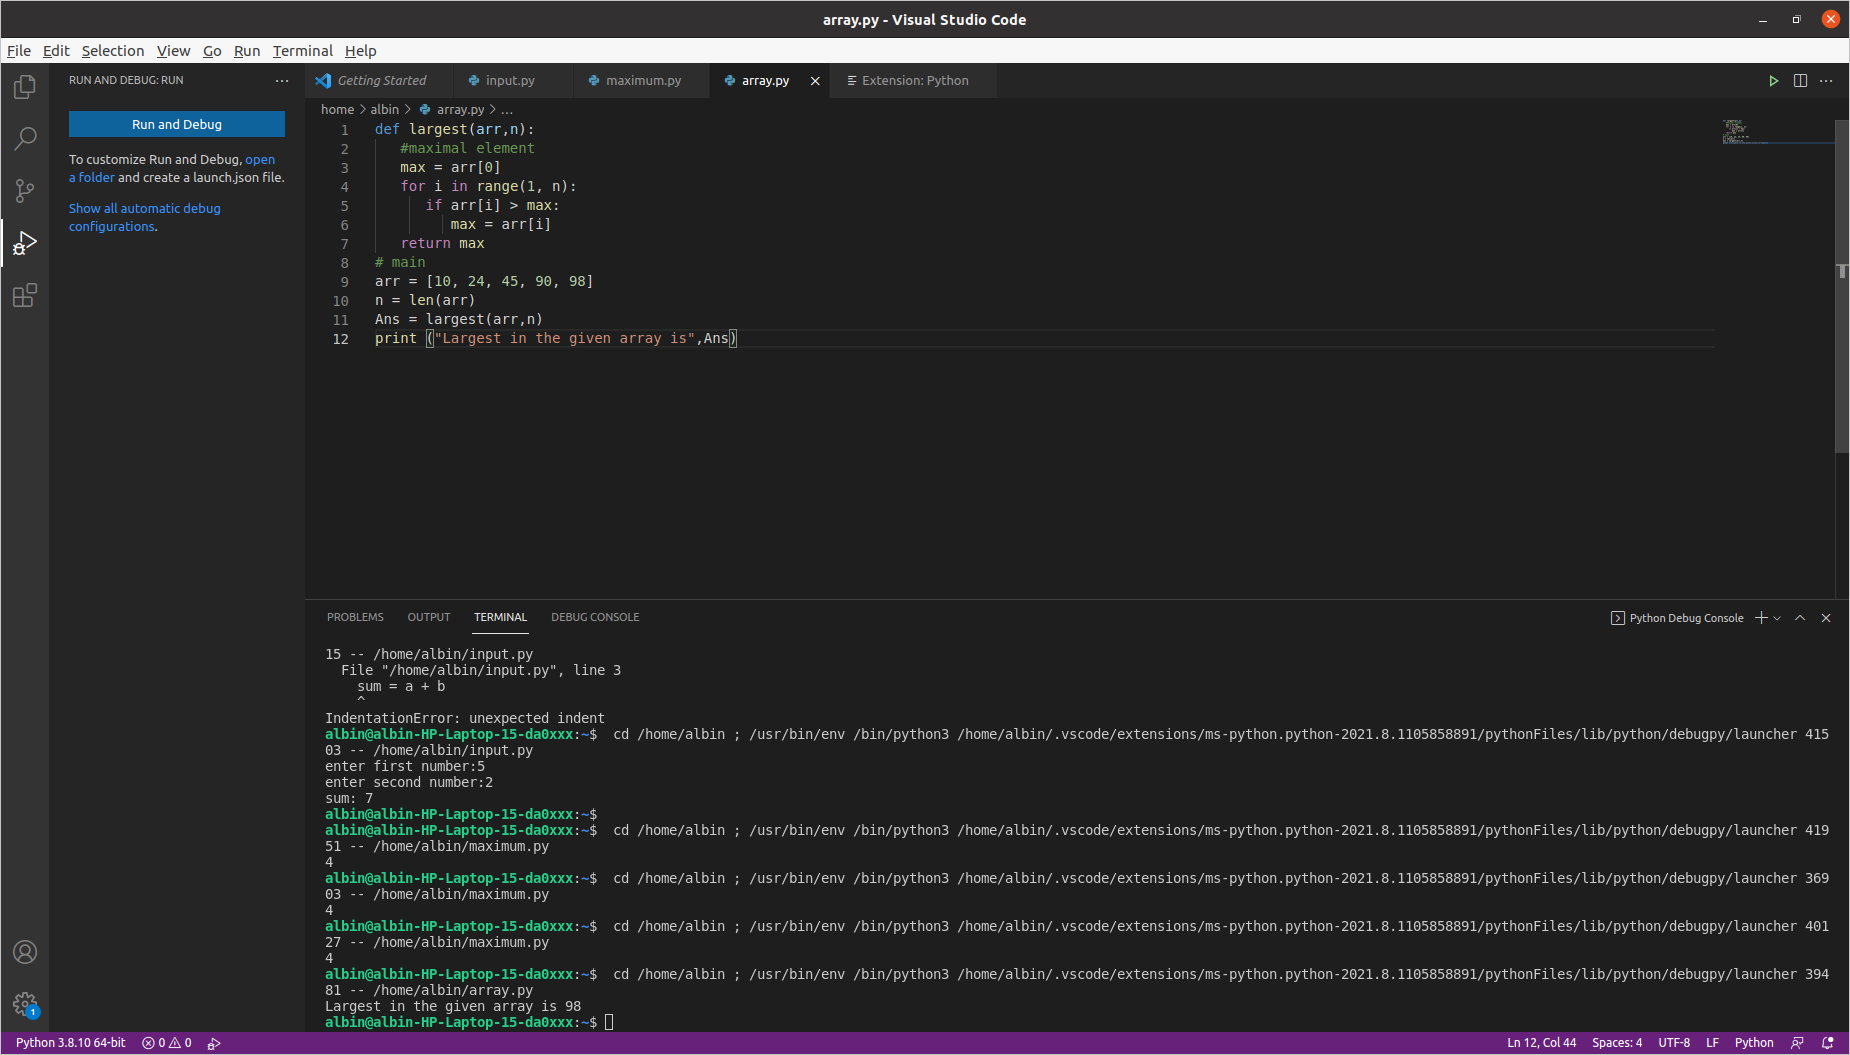 array.py - Visual Studio Code
File Edit Selection View Go Run Terminal Help
RUN AND DEBUG: RUN
Run and Debug
To customize Run and Debug, open
a folder and create a launch.json file.
Show all automatic debug
configurations.
Getting Started input.py maximum.py array.py Extension: Python
home > albin > array.py > ...
1 def largest(arr,n):
2 #maximal element
3 max = arr[0]
4 for i in range(1, n):
5 if arr[i] > max:
6 max = arr[i]
7 return max
8 # main
9 arr = [10, 24, 45, 90, 98]
10 n = len(arr)
11 Ans = largest(arr,n)
12 print ("Largest in the given array is",Ans)
PROBLEMS OUTPUT TERMINAL DEBUG CONSOLE
Python Debug Console
15 -- /home/albin/input.py
File "/home/albin/input.py", line 3
sum = a + b
^
IndentationError: unexpected indent
albin@albin-HP-Laptop-15-da0xxx:~$ cd /home/albin ; /usr/bin/env /bin/python3 /home/albin/.vscode/extensions/ms-python.python-2021.8.1105858891/pythonFiles/lib/python/debugpy/launcher 415
03 -- /home/albin/input.py
enter first number:5
enter second number:2
sum: 7
albin@albin-HP-Laptop-15-da0xxx:~$
albin@albin-HP-Laptop-15-da0xxx:~$ cd /home/albin ; /usr/bin/env /bin/python3 /home/albin/.vscode/extensions/ms-python.python-2021.8.1105858891/pythonFiles/lib/python/debugpy/launcher 419
51 -- /home/albin/maximum.py
4
albin@albin-HP-Laptop-15-da0xxx:~$ cd /home/albin ; /usr/bin/env /bin/python3 /home/albin/.vscode/extensions/ms-python.python-2021.8.1105858891/pythonFiles/lib/python/debugpy/launcher 369
03 -- /home/albin/maximum.py
4
albin@albin-HP-Laptop-15-da0xxx:~$ cd /home/albin ; /usr/bin/env /bin/python3 /home/albin/.vscode/extensions/ms-python.python-2021.8.1105858891/pythonFiles/lib/python/debugpy/launcher 401
27 -- /home/albin/maximum.py
4
albin@albin-HP-Laptop-15-da0xxx:~$ cd /home/albin ; /usr/bin/env /bin/python3 /home/albin/.vscode/extensions/ms-python.python-2021.8.1105858891/pythonFiles/lib/python/debugpy/launcher 394
81 -- /home/albin/array.py
Largest in the given array is 98
albin@albin-HP-Laptop-15-da0xxx:~$
1
Python 3.8.10 64-bit 0 0 Ln 12, Col 44 Spaces: 4 UTF-8 LF Python